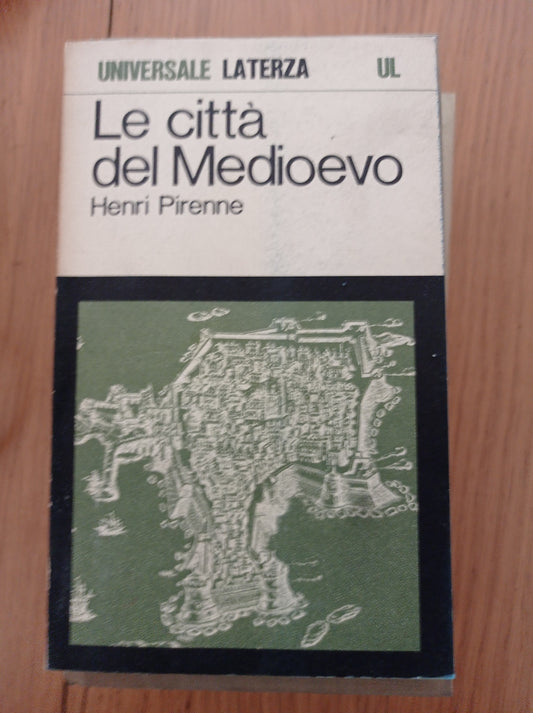 UNIVERSALE LATERZA UL
Le città
del Medioevo
Henri Pirenne